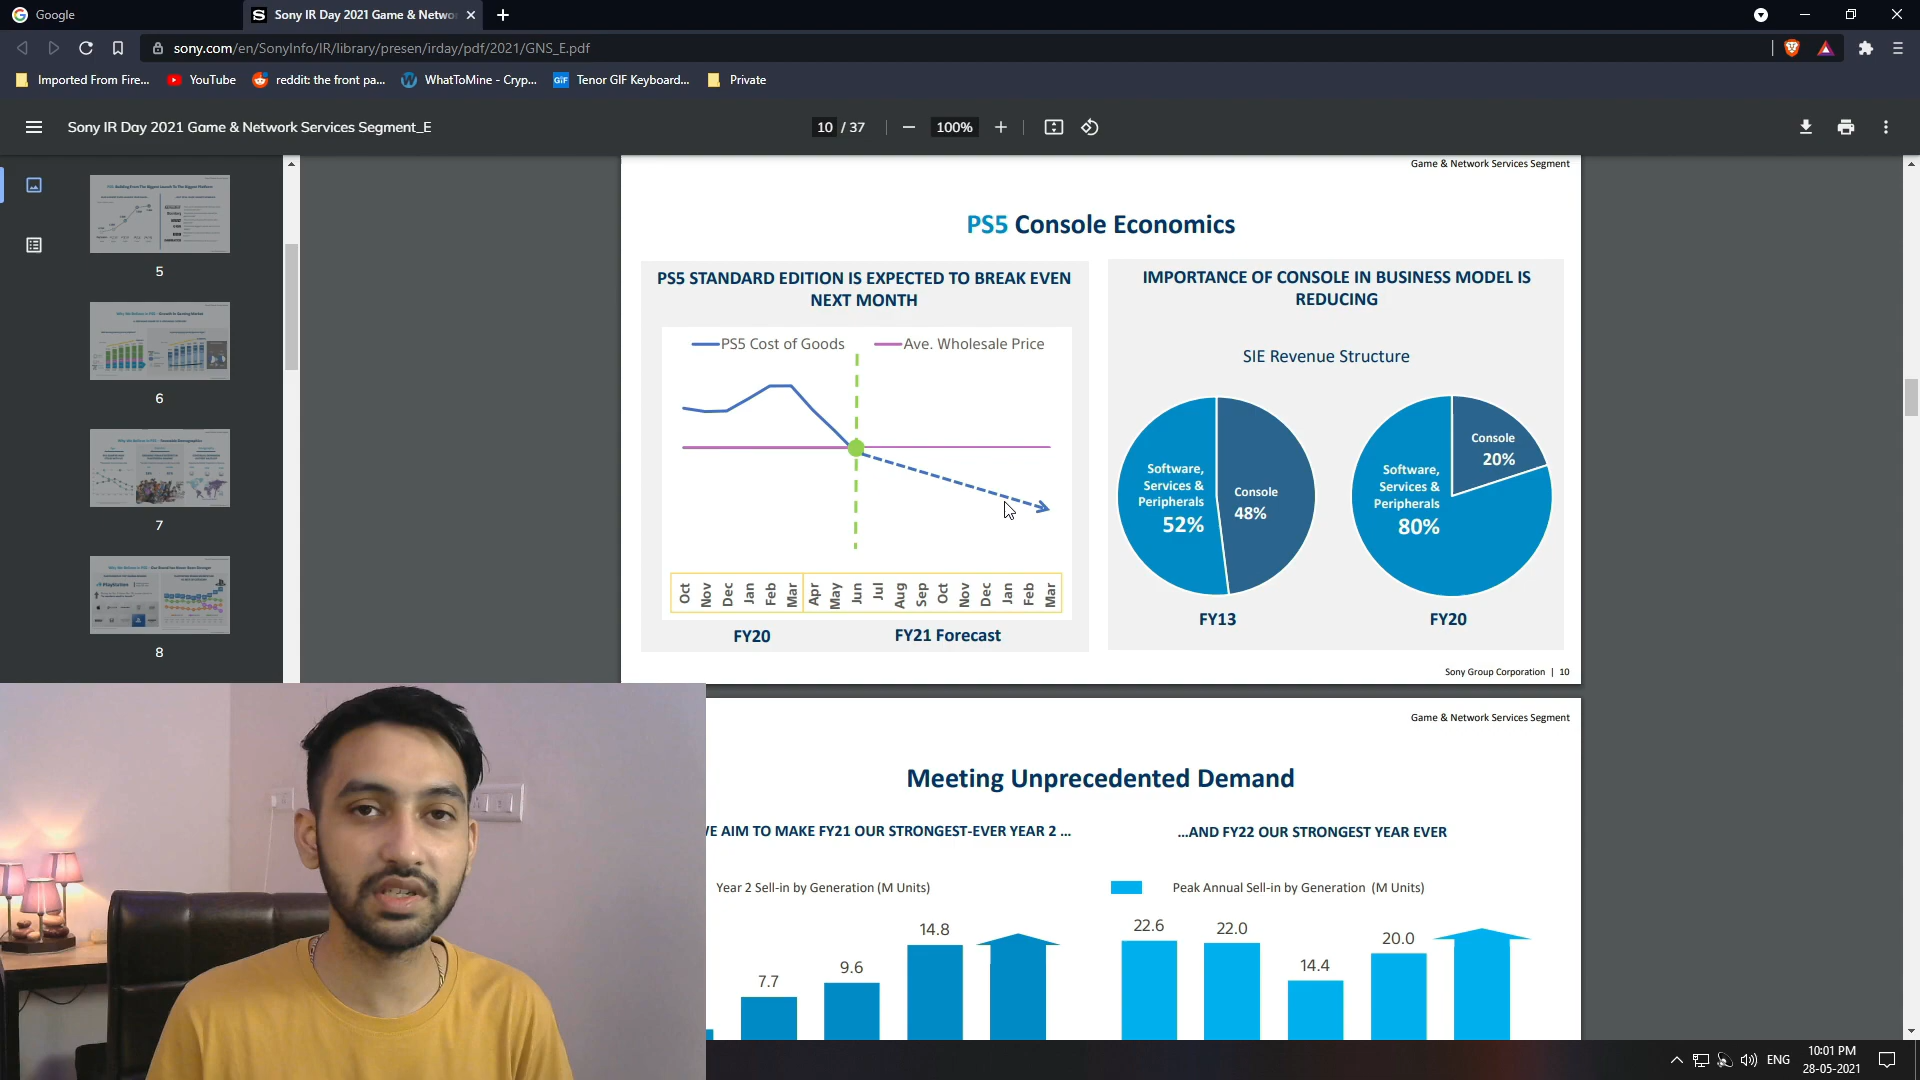 Google
Sony IR Day 2021 Game & Netwo
sony.com/en/SonyInfo/IR/library/presen/irday/pdf/2021/GNS_E.pdf
Imported From Fire...
YouTube
reddit: the front pa...
WhatToMine - Cryp...
GIF
Tenor GIF Keyboard...
Private
Sony IR Day 2021 Game & Network Services Segment_E
10 / 37
100%
5
6
7
8
Game & Network Services Segment
PS5 Console Economics
PS5 STANDARD EDITION IS EXPECTED TO BREAK EVEN
NEXT MONTH
PS5 Cost of Goods
Ave. Wholesale Price
Oct Nov Dec Jan Feb Mar Apr May Jun Jul Aug Sep Oct Nov Dec Jan Feb Mar
FY20
FY21 Forecast
IMPORTANCE OF CONSOLE IN BUSINESS MODEL IS
REDUCING
SIE Revenue Structure
Software,
Services &
Peripherals
52%
Console
48%
FY13
Console
20%
Software,
Services &
Peripherals
80%
FY20
Sony Group Corporation | 10
Game & Network Services Segment
Meeting Unprecedented Demand
E AIM TO MAKE FY21 OUR STRONGEST-EVER YEAR 2 ...
...AND FY22 OUR STRONGEST YEAR EVER
Year 2 Sell-in by Generation (M Units)
Peak Annual Sell-in by Generation (M Units)
7.7
9.6
14.8
22.6
22.0
14.4
20.0
ENG
10:01 PM
28-05-2021